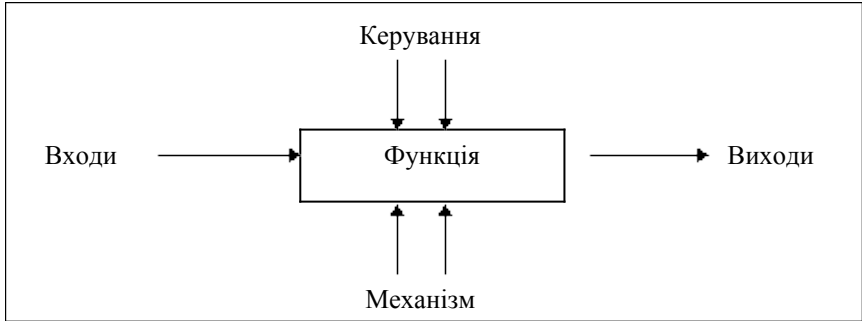 Керування
Входи
Функція
Виходи
Механізм